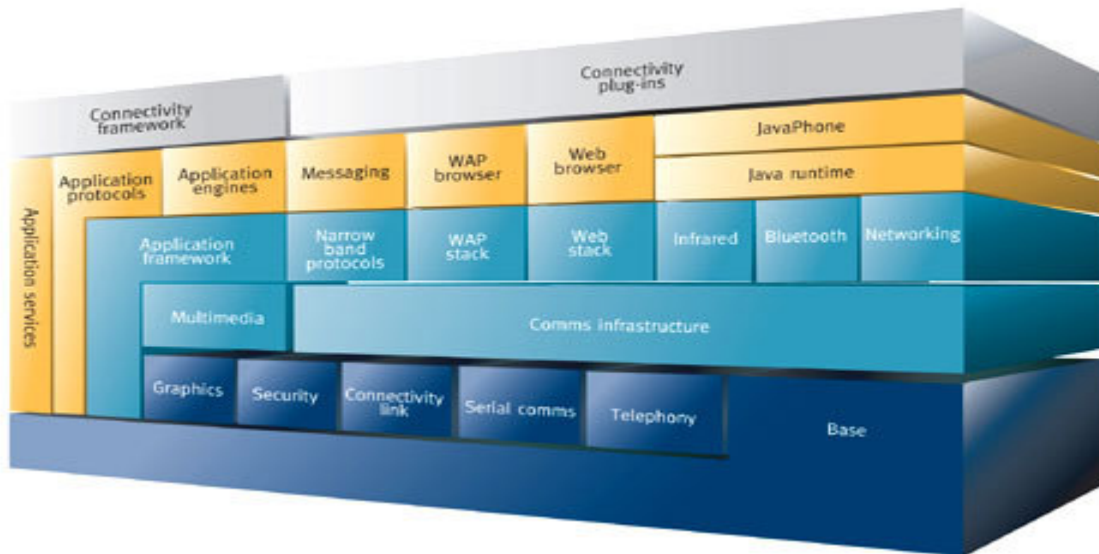 Connectivity
framework
Connectivity
plug-ins
Application services
Application
protocols
Application
engines
Messaging
WAP
browser
Web
browser
JavaPhone
Java runtime
Application
framework
Narrow
band
protocols
WAP
stack
Web
stack
Infrared
Bluetooth
Networking
Multimedia
Comms infrastructure
Graphics
Security
Connectivity
link
Serial comms
Telephony
Base